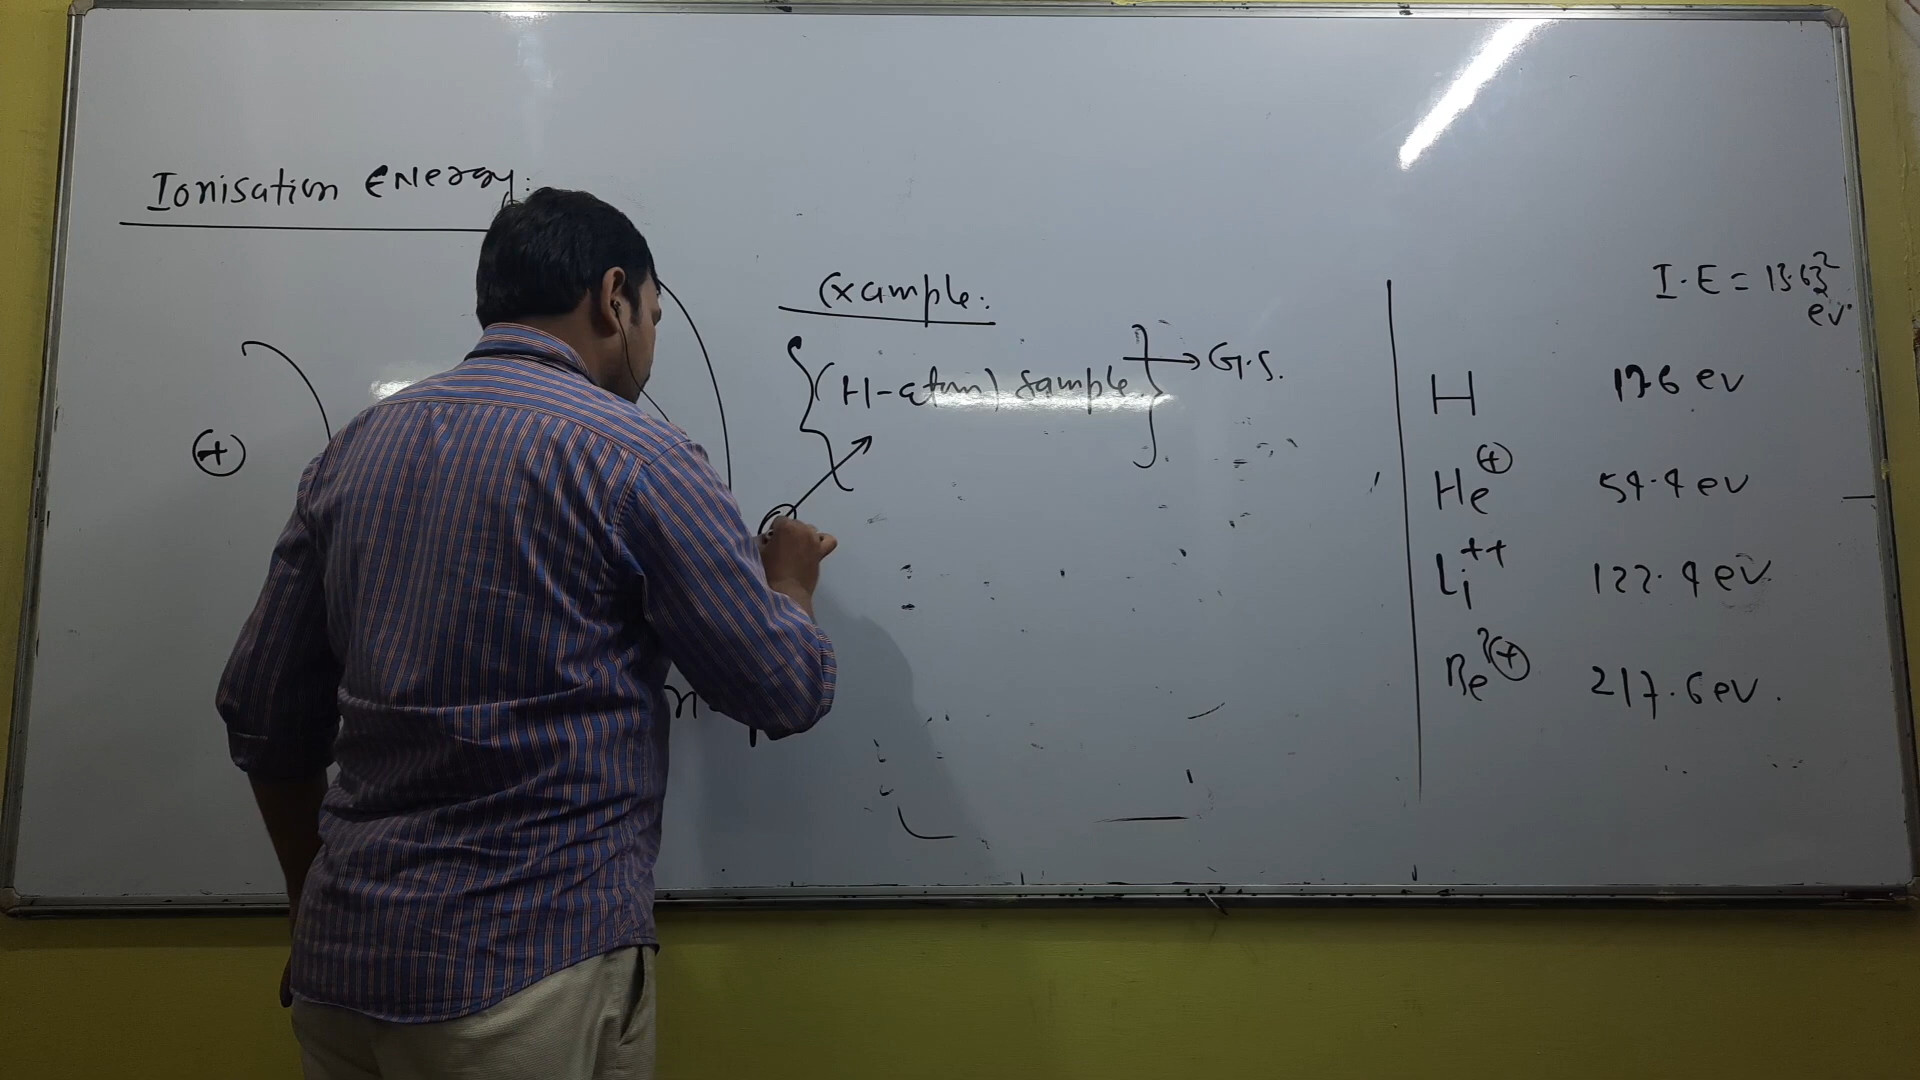 Ionisation Energy:
+
n
Example:
(H-atom) sample → G.S.
I.E = 13.6z²
ev.
H 13.6 ev
He⊕ 54.4 ev
Li++ 122.4 ev.
Be3⊕ 217.6 ev.